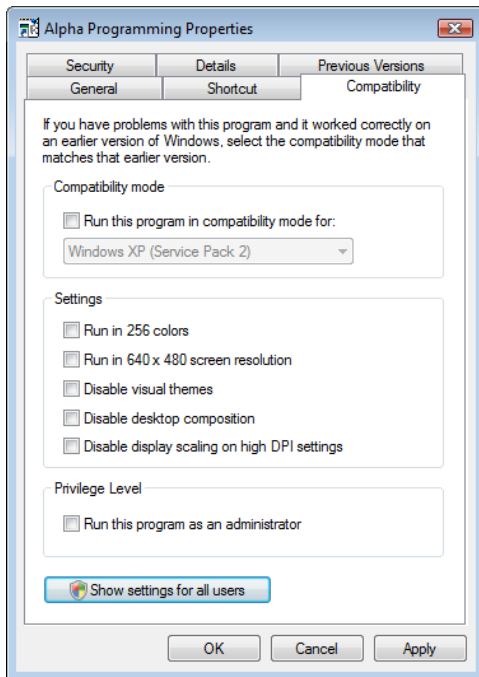 Alpha Programming Properties
Security Details Previous Versions
General Shortcut Compatibility
If you have problems with this program and it worked correctly on
an earlier version of Windows, select the compatibility mode that
matches that earlier version.
Compatibility mode
Run this program in compatibility mode for:
Windows XP (Service Pack 2)
Settings
Run in 256 colors
Run in 640 x 480 screen resolution
Disable visual themes
Disable desktop composition
Disable display scaling on high DPI settings
Privilege Level
Run this program as an administrator
Show settings for all users
OK Cancel Apply